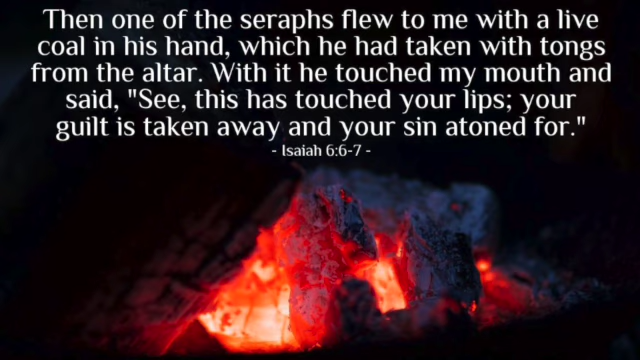 Then one of the seraphs flew to me with a live
coal in his hand, which he had taken with tongs
from the altar. With it he touched my mouth and
said, "See, this has touched your lips; your
guilt is taken away and your sin atoned for."
- Isaiah 6:6-7 -